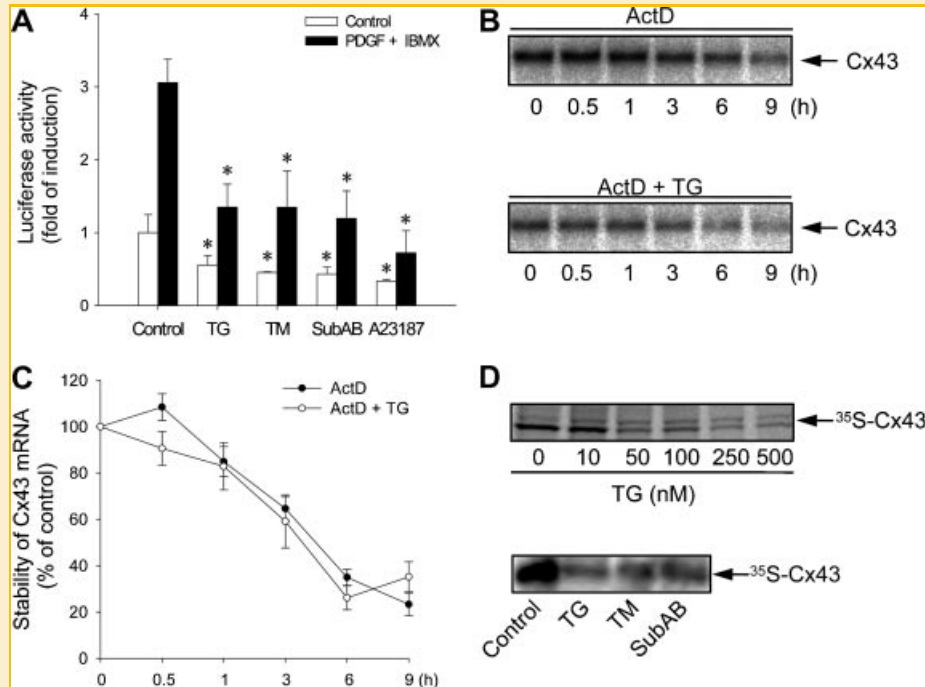 A
Control
PDGF + IBMX
Luciferase activity
(fold of induction)
4
3
2
1
0
Control TG TM SubAB A23187
* * * * * * * *
B
ActD
Cx43
0 0.5 1 3 6 9 (h)
ActD + TG
Cx43
0 0.5 1 3 6 9 (h)
C
ActD
ActD + TG
Stability of Cx43 mRNA
(% of control)
120
100
80
60
40
20
0
0 0.5 1 3 6 9 (h)
D
35S-Cx43
0 10 50 100 250 500
TG (nM)
35S-Cx43
Control TG TM SubAB